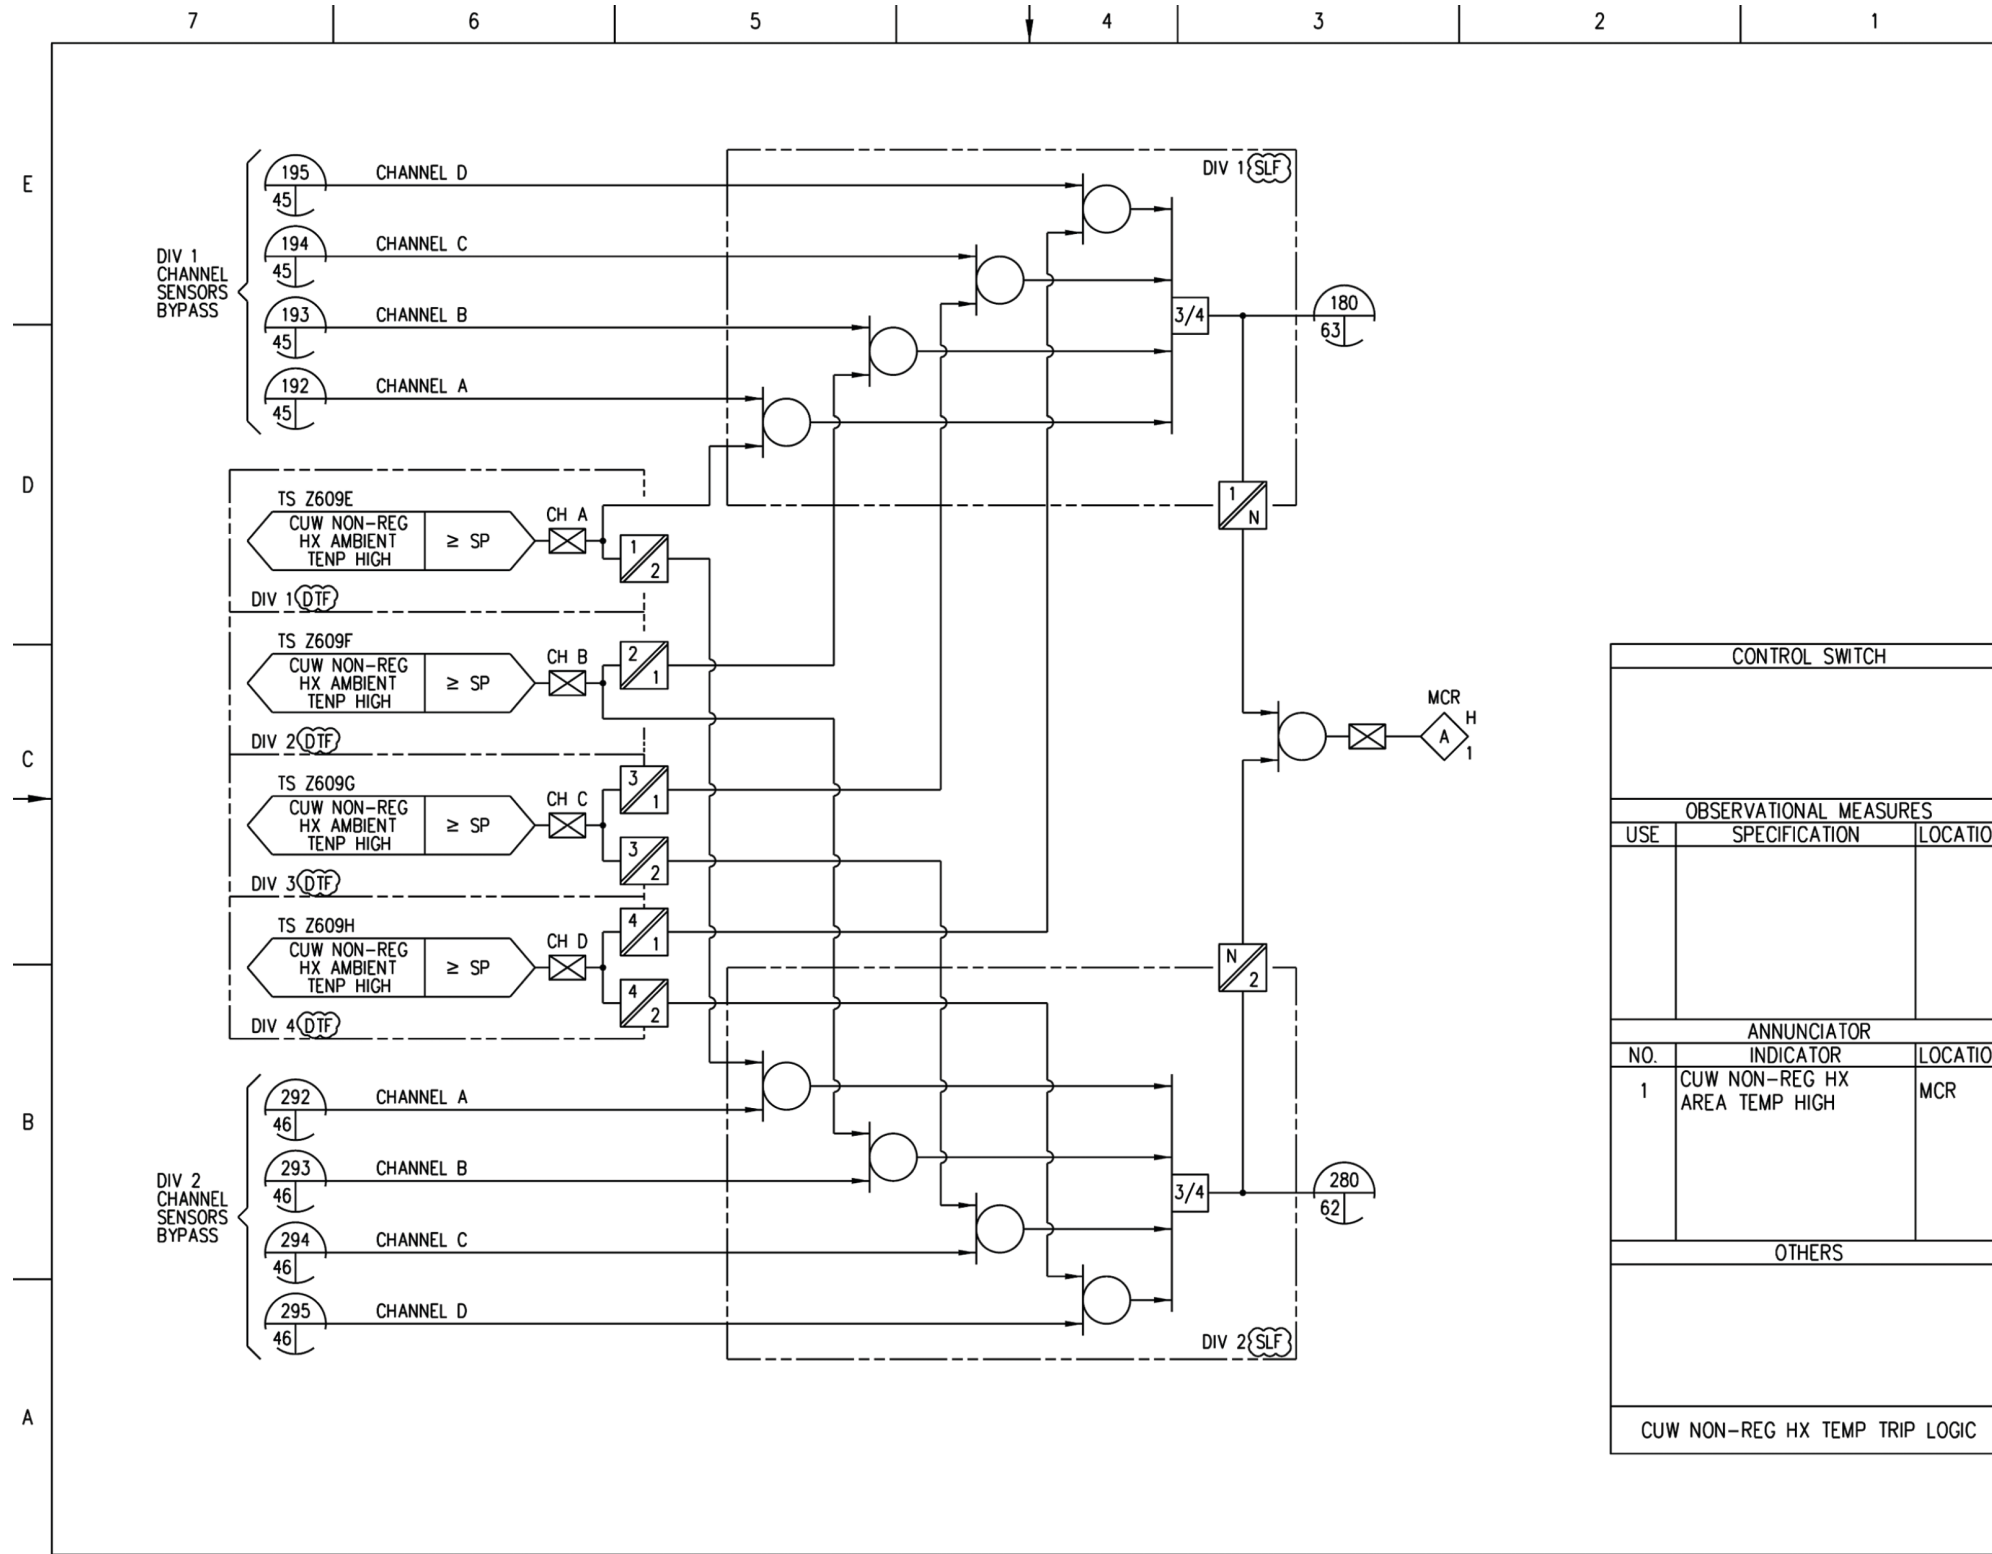 7 6 5 4 3 2 1
E
D
C
B
A
DIV 1
CHANNEL
SENSORS
BYPASS
195
45
CHANNEL D
194
45
CHANNEL C
193
45
CHANNEL B
192
45
CHANNEL A
DIV 1 SLF
3/4
180
63
1
N
TS Z609E
CUW NON-REG
HX AMBIENT
TENP HIGH
≥ SP
CH A
1
2
DIV 1 DTF
TS Z609F
CUW NON-REG
HX AMBIENT
TENP HIGH
≥ SP
CH B
2
1
DIV 2 DTF
TS Z609G
CUW NON-REG
HX AMBIENT
TENP HIGH
≥ SP
CH C
3
1
3
2
DIV 3 DTF
TS Z609H
CUW NON-REG
HX AMBIENT
TENP HIGH
≥ SP
CH D
4
1
4
2
DIV 4 DTF
MCR
A
H
1
N
2
DIV 2
CHANNEL
SENSORS
BYPASS
292
46
CHANNEL A
293
46
CHANNEL B
294
46
CHANNEL C
295
46
CHANNEL D
3/4
280
62
DIV 2 SLF
CONTROL SWITCH
OBSERVATIONAL MEASURES
USE SPECIFICATION LOCATIO
ANNUNCIATOR
NO. INDICATOR LOCATIO
1 CUW NON-REG HX
AREA TEMP HIGH
MCR
OTHERS
CUW NON-REG HX TEMP TRIP LOGIC